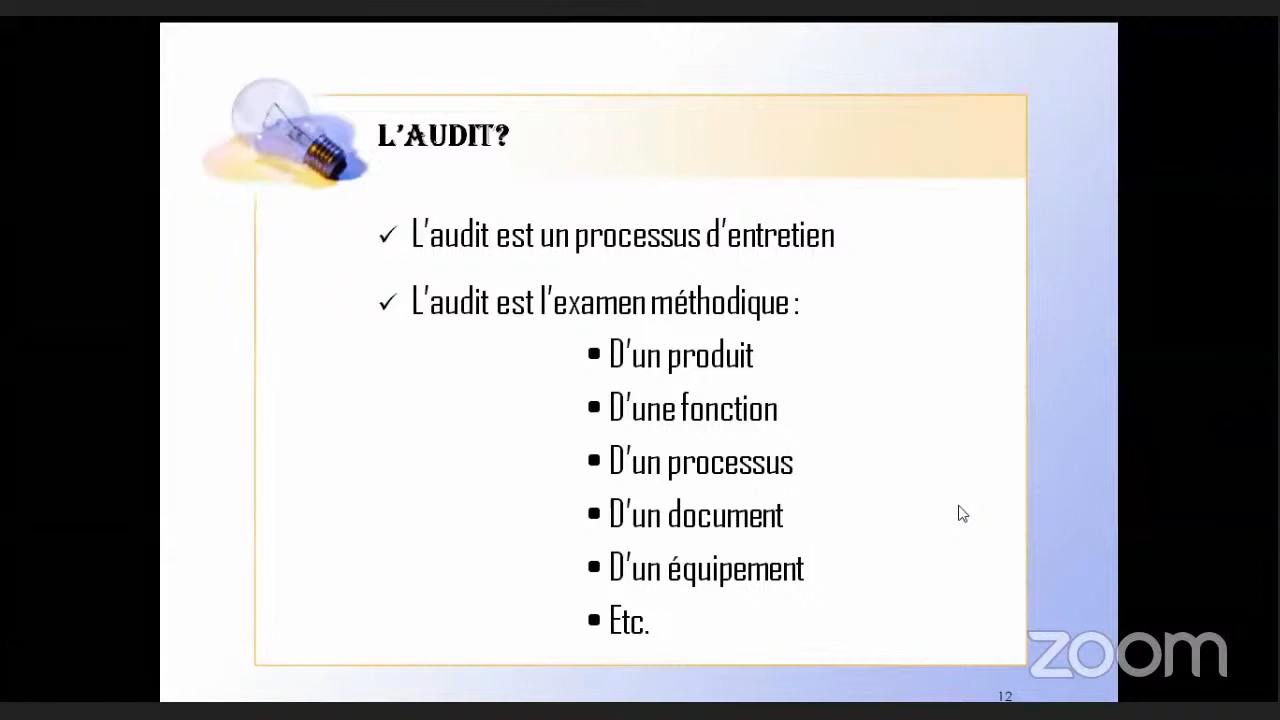 L'AUDIT?
✓ L'audit est un processus d'entretien
✓ L'audit est l'examen méthodique :
▪ D'un produit
▪ D'une fonction
▪ D'un processus
▪ D'un document
▪ D'un équipement
▪ Etc.
zoom
12